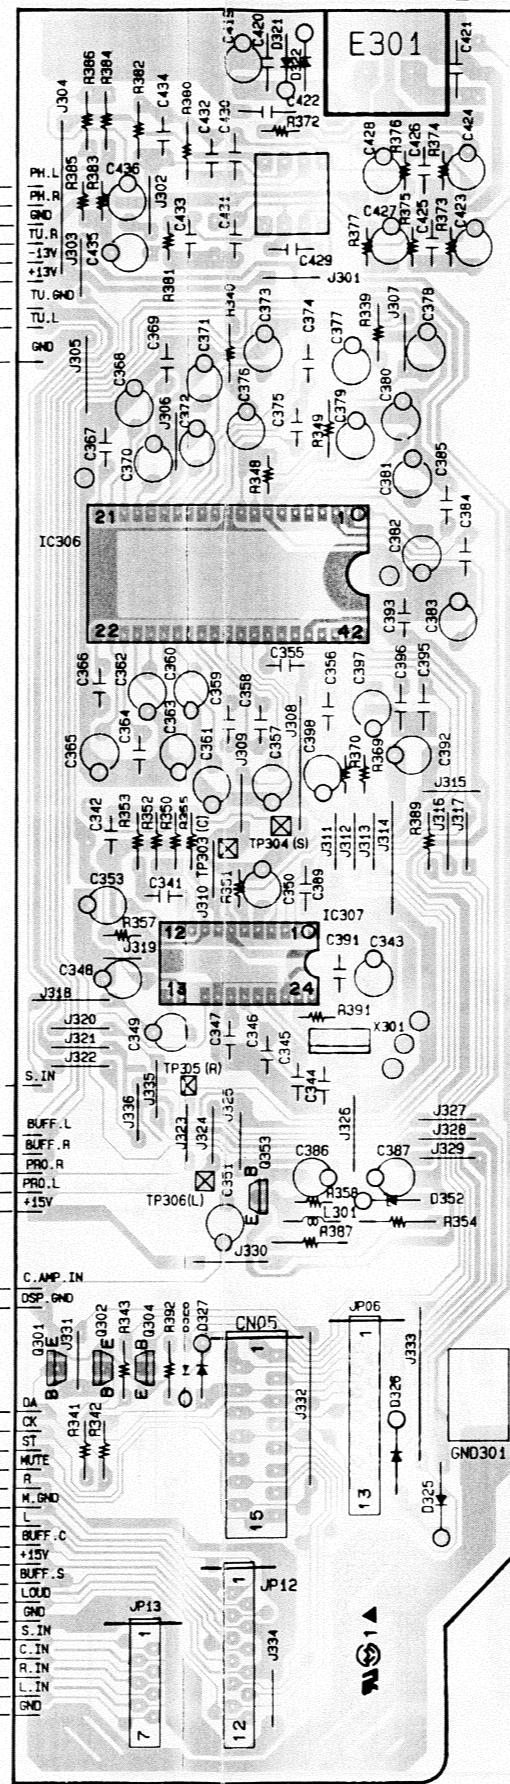 C419
C420
D321
D322
E301
C421
J304
R386
R384
R382
C434
R380
C432
C430
C422
R372
C428
R376
C426
R374
C424
PH.L
R385
R383
C436
J302
C433
C431
PH.R
GND
TU.R
-13V
J303
C435
R381
C429
J301
R377
C427
R375
C425
R373
C423
+13V
TU.GND
TU.L
GND
J305
C368
C369
C371
R340
C373
C374
C377
R339
J307
C378
C367
C370
J306
C372
C376
C375
R349
C379
C380
R348
C381
C385
C384
IC306
21
1
C382
22
42
C393
C383
C366
C362
C360
C359
C358
C355
C356
C397
C396
C395
C365
C364
C363
C361
J309
C357
J308
C398
R370
R369
C392
J315
C342
R353
R352
R350
R355
TP303 (C)
TP304 (S)
J311
J312
J313
J314
R389
J316
J317
C353
C341
J310
R351
C350
C389
R357
J319
12
1
IC307
C391
C343
C348
13
24
J318
J320
J321
J322
C349
C347
C346
C345
R391
X301
TP305 (R)
C344
S.IN
J336
J335
J323
J324
J325
J326
J327
J328
J329
BUFF.L
BUFF.R
PRO.R
PRO.L
+15V
TP306(L)
C351
B
Q353
E
C386
C387
R358
D352
L301
R354
R387
J330
C.AMP.IN
DSP.GND
Q301
E
B
J331
Q302
E
B
R343
Q304
B
E
R392
D327
CN05
1
15
J332
JP06
1
13
J333
D326
GND301
D325
DA
CK
ST
MUTE
R341
R342
R
M.GND
L
BUFF.C
+15V
BUFF.S
LOUD
GND
S.IN
C.IN
R.IN
L.IN
GND
JP13
1
7
JP12
1
12
J334
1